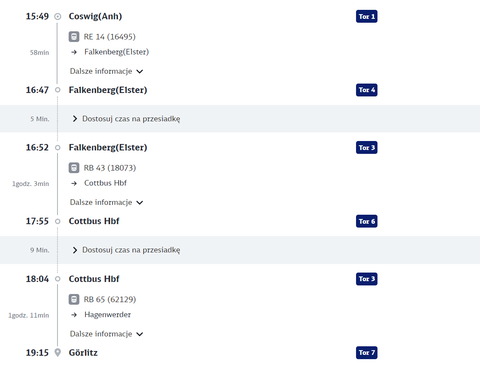 15:49 Coswig(Anh) Tor 1
RE 14 (16495)
58min → Falkenberg(Elster)
Dalsze informacje
16:47 Falkenberg(Elster) Tor 4
5 Min. Dostosuj czas na przesiadkę
16:52 Falkenberg(Elster) Tor 3
RB 43 (18073)
1godz. 3min → Cottbus Hbf
Dalsze informacje
17:55 Cottbus Hbf Tor 6
9 Min. Dostosuj czas na przesiadkę
18:04 Cottbus Hbf Tor 3
RB 65 (62129)
1godz. 11min → Hagenwerder
Dalsze informacje
19:15 Görlitz Tor 7